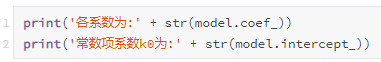 1 print('各系数为:' + str(model.coef_))
2 print('常数项系数k0为:' + str(model.intercept_))